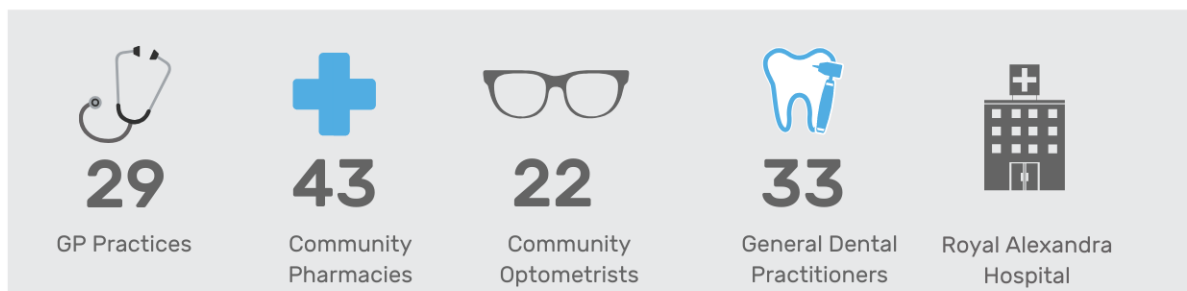 29
GP Practices
43
Community
Pharmacies
22
Community
Optometrists
33
General Dental
Practitioners
Royal Alexandra
Hospital